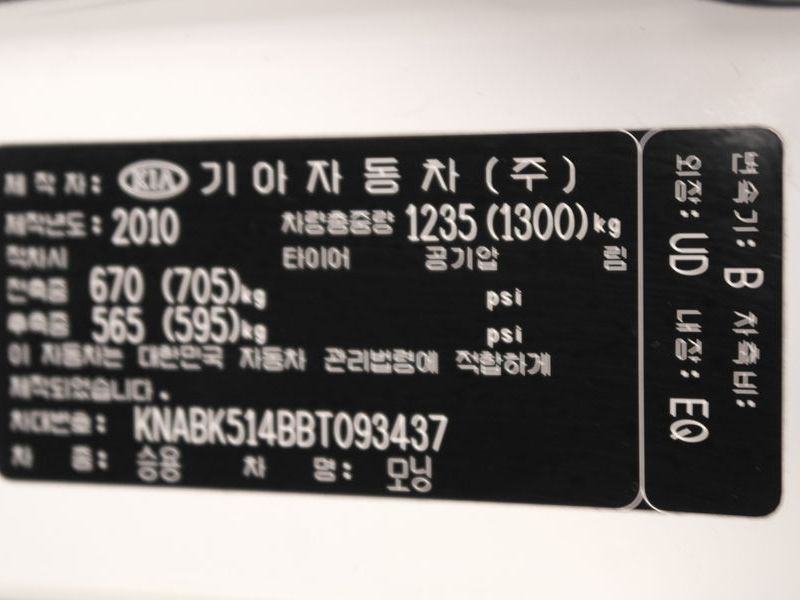 제 작 자: KIA 기 아 자 동 차 ( 주 )
제작년도: 2010 차량총중량 1235 (1300)kg
적차시 타이어 공기압 림
전축중 670 (705)kg psi
후축중 565 (595)kg psi
이 자동차는 대한민국 자동차 관리법령에 적합하게
제작되었습니다.
차대번호: KNABK514BBT093437
차 종: 승용 차 명: 모닝
변속기: B 차축비:
외장: UD 내장: EQ